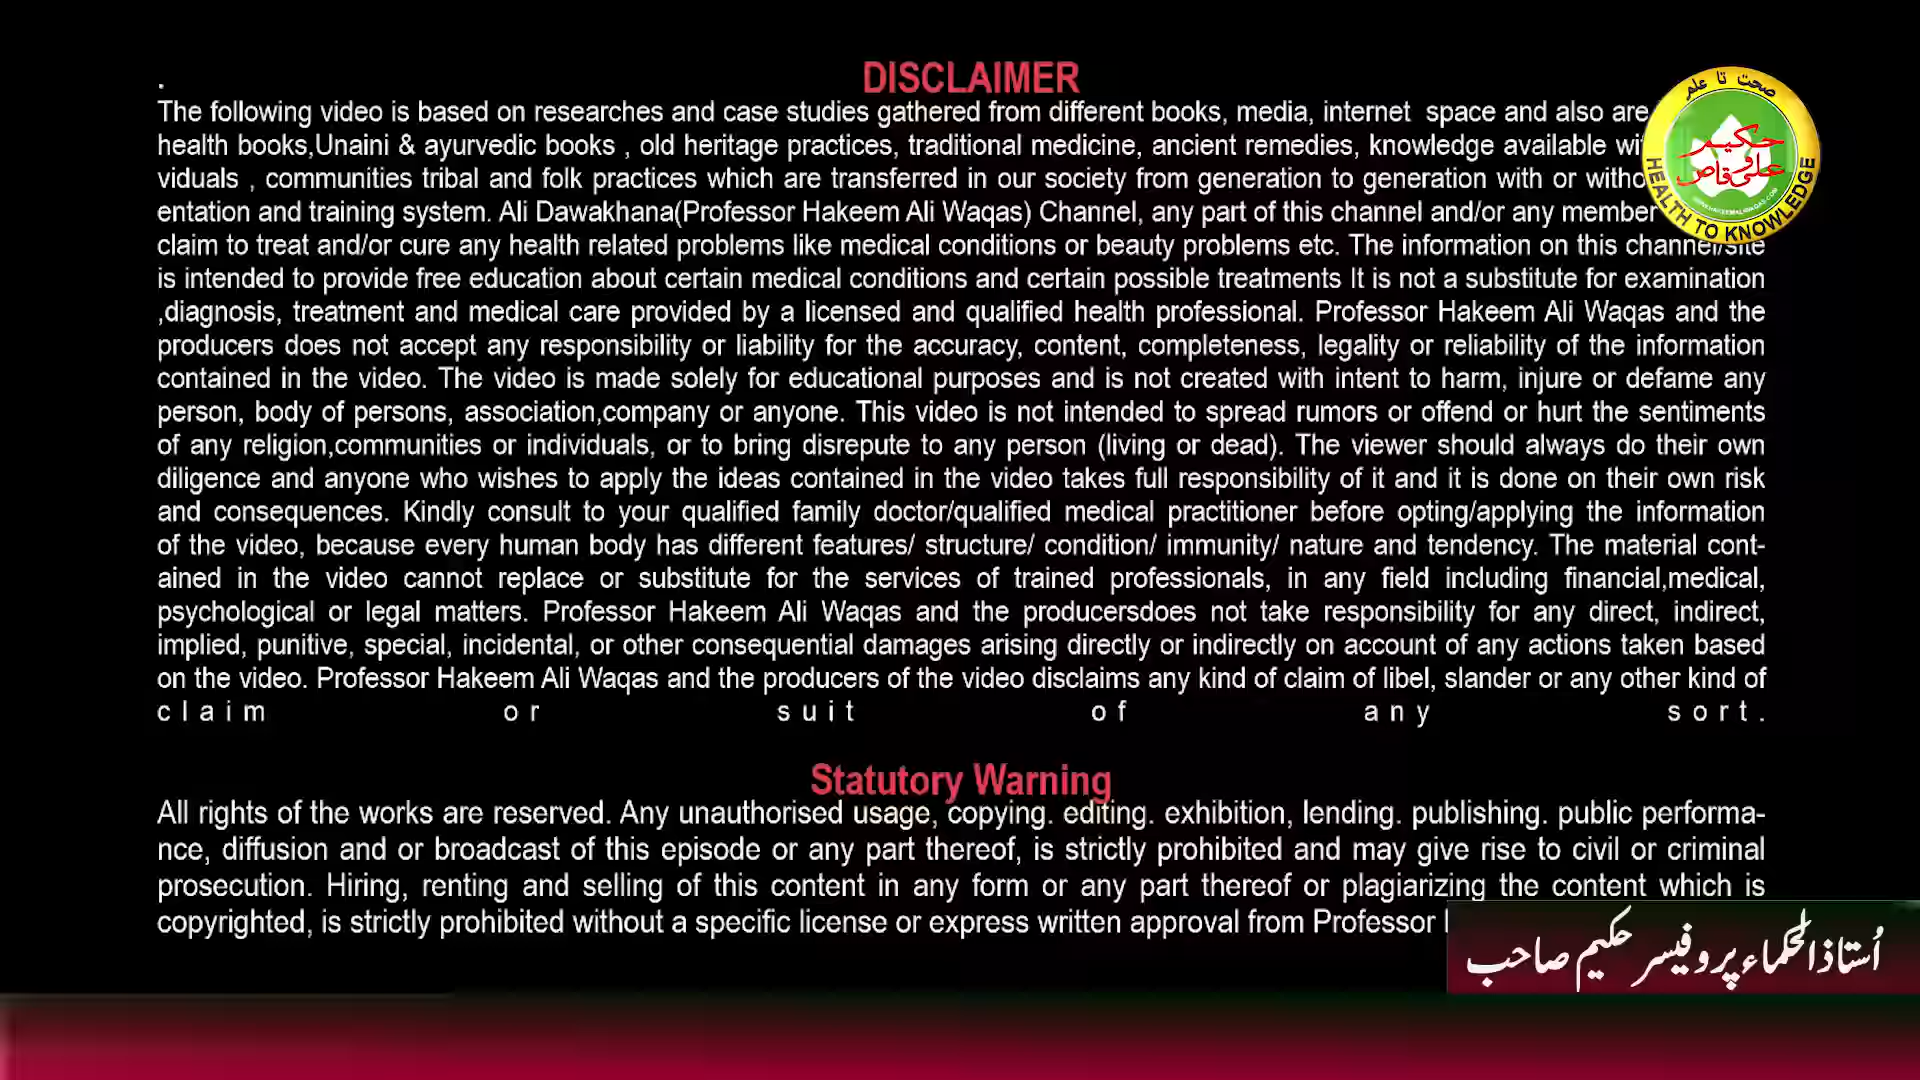 DISCLAIMER
.
The following video is based on researches and case studies gathered from different books, media, internet space and also are
health books,Unaini & ayurvedic books , old heritage practices, traditional medicine, ancient remedies, knowledge available
viduals , communities tribal and folk practices which are transferred in our society from generation to generation with or
entation and training system. Ali Dawakhana(Professor Hakeem Ali Waqas) Channel, any part of this channel and/or any member
claim to treat and/or cure any health related problems like medical conditions or beauty problems etc. The information on this channel/site
is intended to provide free education about certain medical conditions and certain possible treatments It is not a substitute for examination
,diagnosis, treatment and medical care provided by a licensed and qualified health professional. Professor Hakeem Ali Waqas and the
producers does not accept any responsibility or liability for the accuracy, content, completeness, legality or reliability of the information
contained in the video. The video is made solely for educational purposes and is not created with intent to harm, injure or defame any
person, body of persons, association,company or anyone. This video is not intended to spread rumors or offend or hurt the sentiments
of any religion,communities or individuals, or to bring disrepute to any person (living or dead). The viewer should always do their own
diligence and anyone who wishes to apply the ideas contained in the video takes full responsibility of it and it is done on their own risk
and consequences. Kindly consult to your qualified family doctor/qualified medical practitioner before opting/applying the information
of the video, because every human body has different features/ structure/ condition/ immunity/ nature and tendency. The material cont-
ained in the video cannot replace or substitute for the services of trained professionals, in any field including financial,medical,
psychological or legal matters. Professor Hakeem Ali Waqas and the producersdoes not take responsibility for any direct, indirect,
implied, punitive, special, incidental, or other consequential damages arising directly or indirectly on account of any actions taken based
on the video. Professor Hakeem Ali Waqas and the producers of the video disclaims any kind of claim of libel, slander or any other kind of
claim or suit of any sort.
Statutory Warning
All rights of the works are reserved. Any unauthorised usage, copying. editing. exhibition, lending. publishing. public performa-
nce, diffusion and or broadcast of this episode or any part thereof, is strictly prohibited and may give rise to civil or criminal
prosecution. Hiring, renting and selling of this content in any form or any part thereof or plagiarizing the content which is
copyrighted, is strictly prohibited without a specific license or express written approval from Professor
صحت تا علم
حکیم
علی وقاص
HEALTH TO KNOWLEDGE
اُستاذالحکماء پروفیسر حکیم صاحب